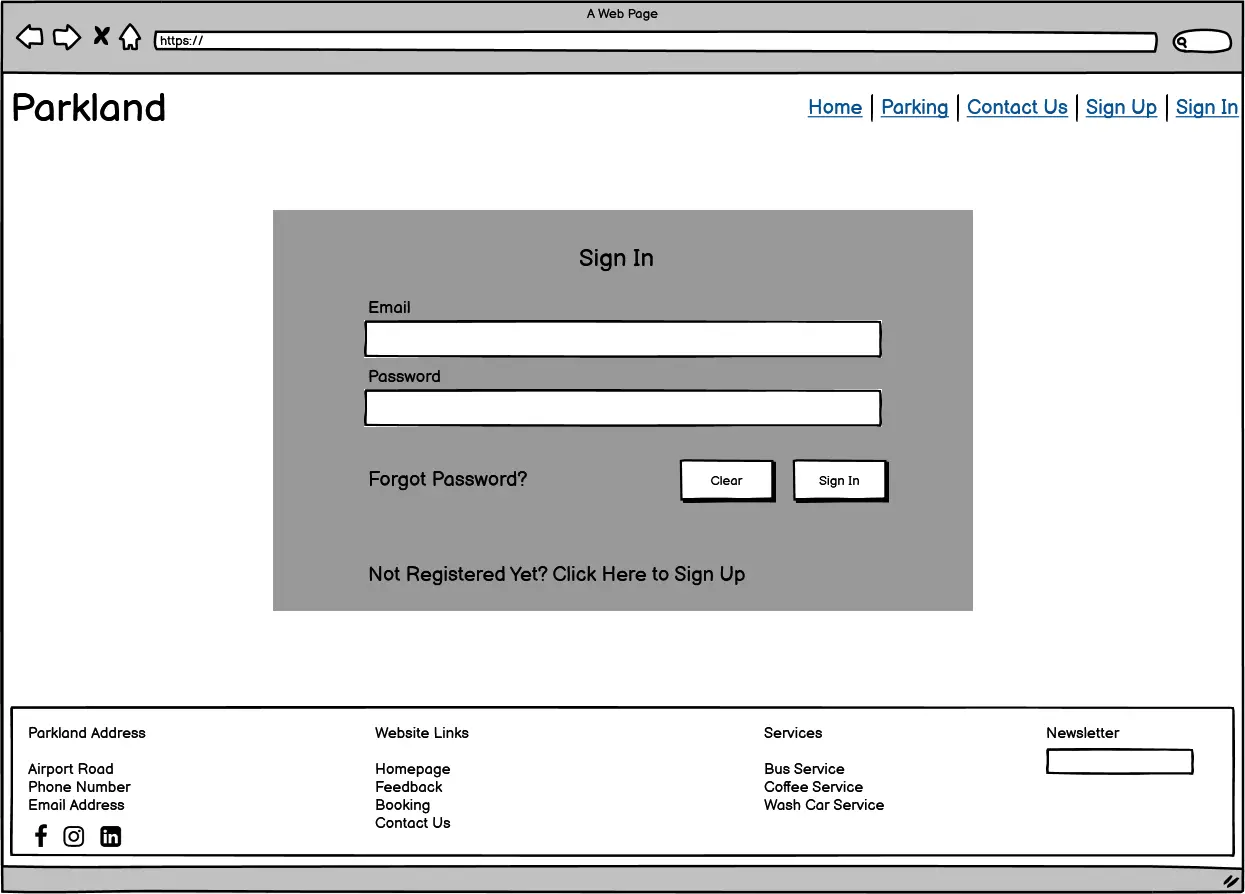 A Web Page
https://
Parkland
Home | Parking | Contact Us | Sign Up | Sign In
Sign In
Email
Password
Forgot Password?
Clear
Sign In
Not Registered Yet? Click Here to Sign Up
Parkland Address
Airport Road
Phone Number
Email Address
Website Links
Homepage
Feedback
Booking
Contact Us
Services
Bus Service
Coffee Service
Wash Car Service
Newsletter